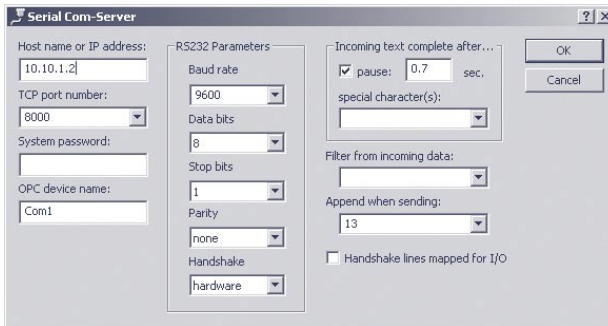 Serial Com-Server
Host name or IP address:
10.10.1.2
TCP port number:
8000
System password:
OPC device name:
Com1
RS232 Parameters
Baud rate
9600
Data bits
8
Stop bits
1
Parity
none
Handshake
hardware
Incoming text complete after...
pause: 0.7 sec.
special character(s):
Filter from incoming data:
Append when sending:
13
Handshake lines mapped for I/O
OK
Cancel